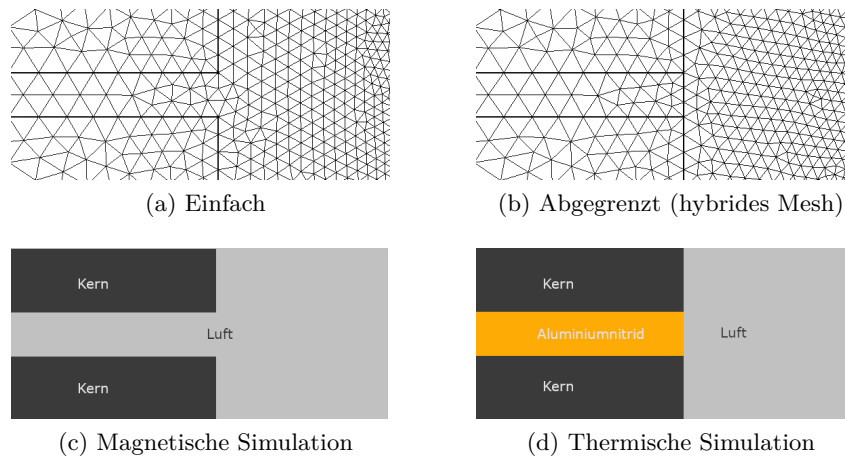 (a) Einfach
(b) Abgegrenzt (hybrides Mesh)
Kern
Luft
Kern
(c) Magnetische Simulation
Kern
Aluminiumnitrid
Luft
Kern
(d) Thermische Simulation